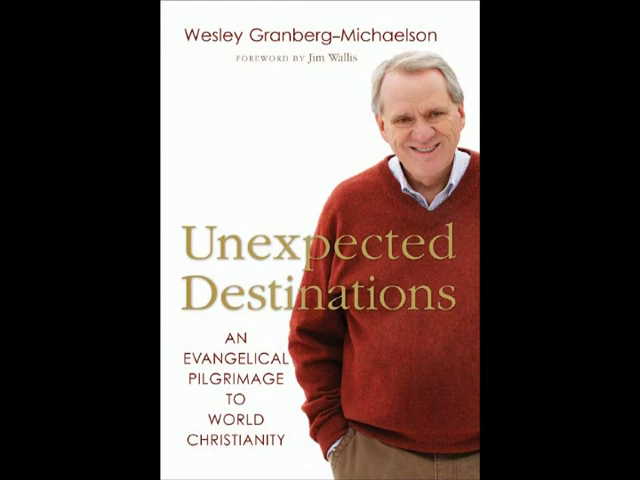 Wesley Granberg–Michaelson
FOREWORD BY Jim Wallis
Unexpected
Destinations
AN
EVANGELICAL
PILGRIMAGE
TO
WORLD
CHRISTIANITY